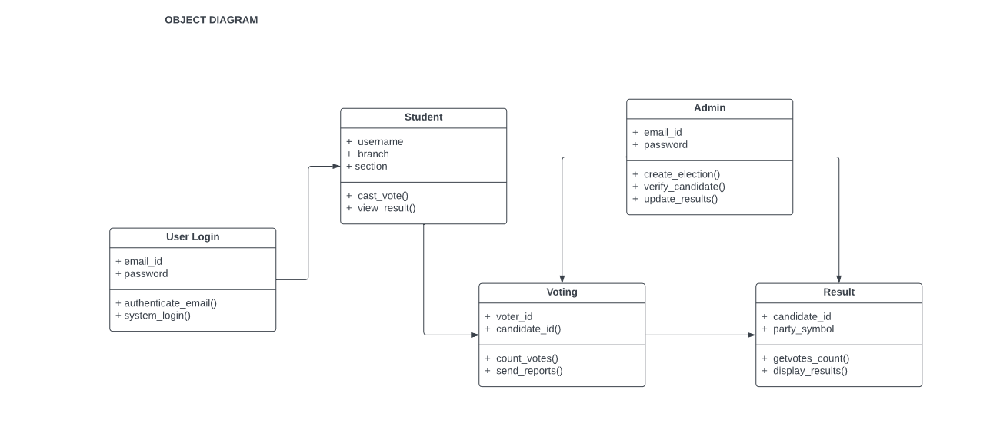 OBJECT DIAGRAM
Student
+ username
+ branch
+ section
+ cast_vote()
+ view_result()
Admin
+ email_id
+ password
+ create_election()
+ verify_candidate()
+ update_results()
User Login
+ email_id
+ password
+ authenticate_email()
+ system_login()
Voting
+ voter_id
+ candidate_id()
+ count_votes()
+ send_reports()
Result
+ candidate_id
+ party_symbol
+ getvotes_count()
+ display_results()